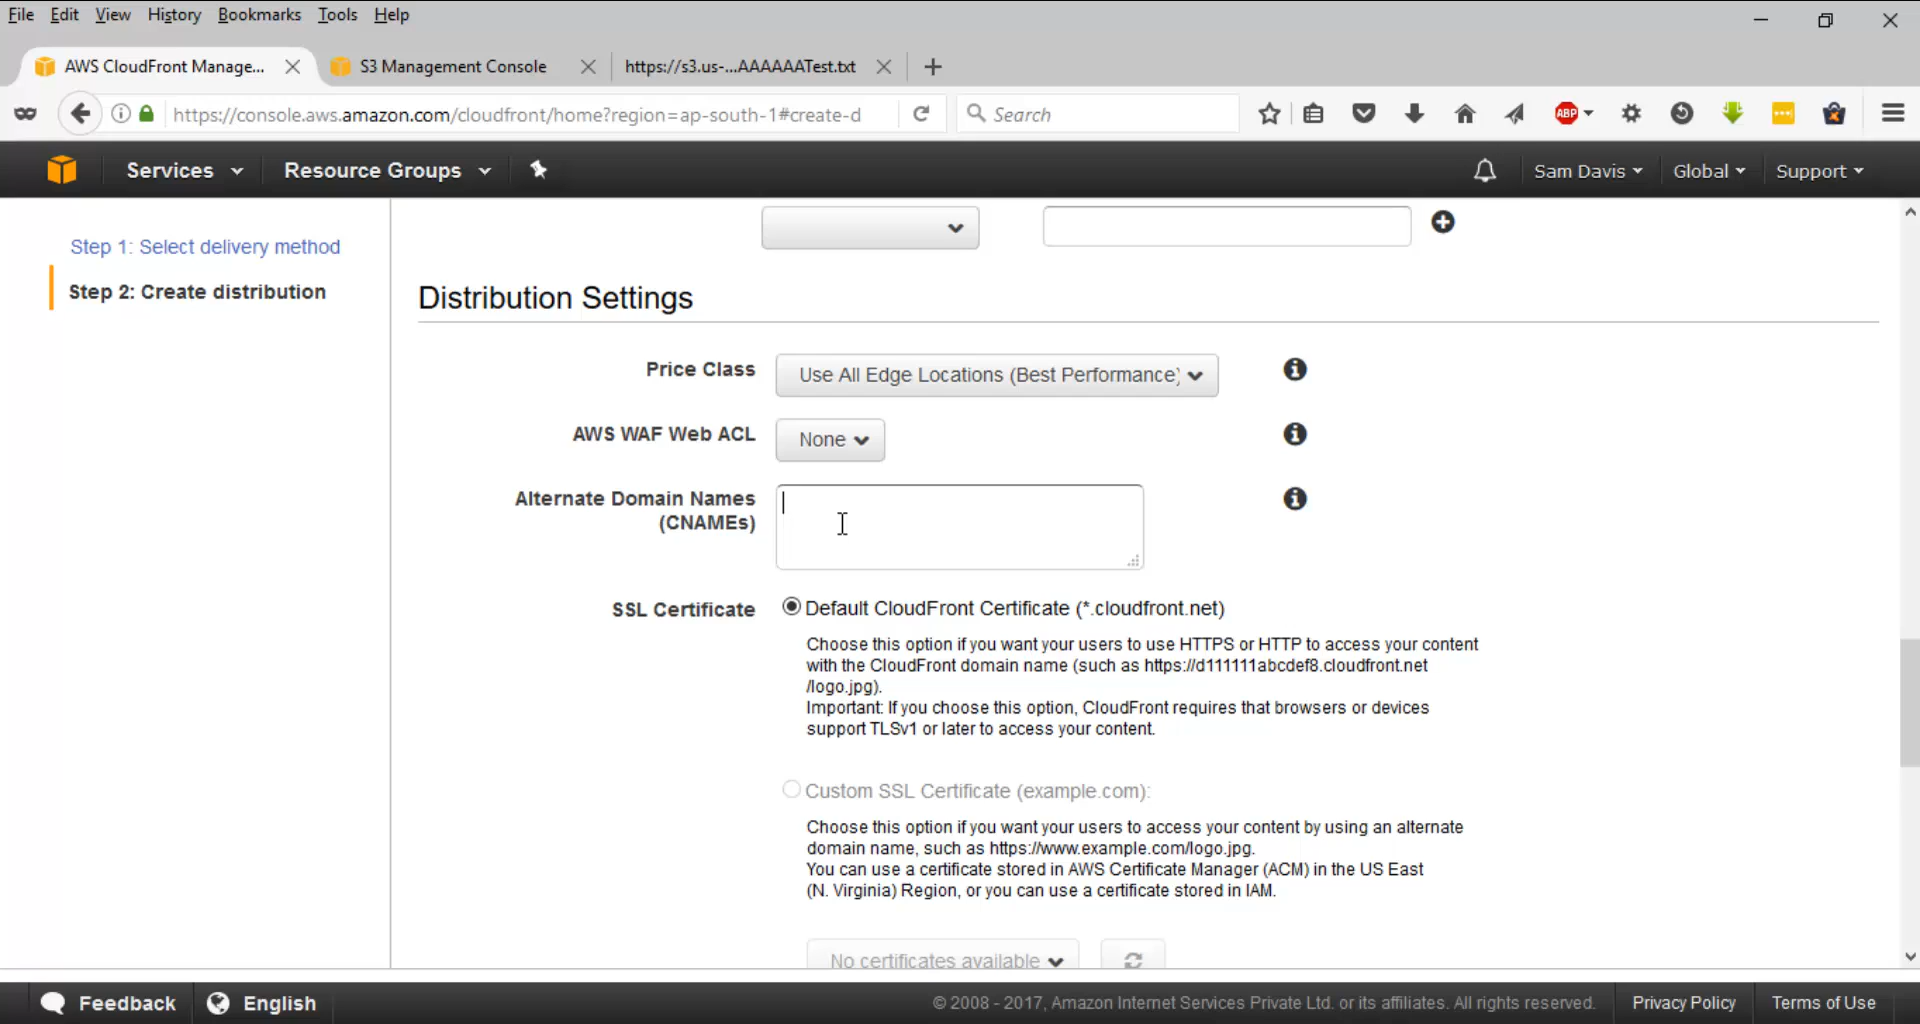 File Edit View History Bookmarks Tools Help
AWS CloudFront Manage...
S3 Management Console
https://s3.us-...AAAAAATest.txt
https://console.aws.amazon.com/cloudfront/home?region=ap-south-1#create-d
Search
ABP
Services
Resource Groups
Sam Davis
Global
Support
Step 1: Select delivery method
Step 2: Create distribution
Distribution Settings
Price Class
Use All Edge Locations (Best Performance)
AWS WAF Web ACL
None
Alternate Domain Names
(CNAMEs)
SSL Certificate
Default CloudFront Certificate (*.cloudfront.net)
Choose this option if you want your users to use HTTPS or HTTP to access your content
with the CloudFront domain name (such as https://d111111abcdef8.cloudfront.net
/logo.jpg).
Important: If you choose this option, CloudFront requires that browsers or devices
support TLSv1 or later to access your content.
Custom SSL Certificate (example.com):
Choose this option if you want your users to access your content by using an alternate
domain name, such as https://www.example.com/logo.jpg.
You can use a certificate stored in AWS Certificate Manager (ACM) in the US East
(N. Virginia) Region, or you can use a certificate stored in IAM.
No certificates available
Feedback
English
© 2008 - 2017, Amazon Internet Services Private Ltd. or its affiliates. All rights reserved.
Privacy Policy
Terms of Use